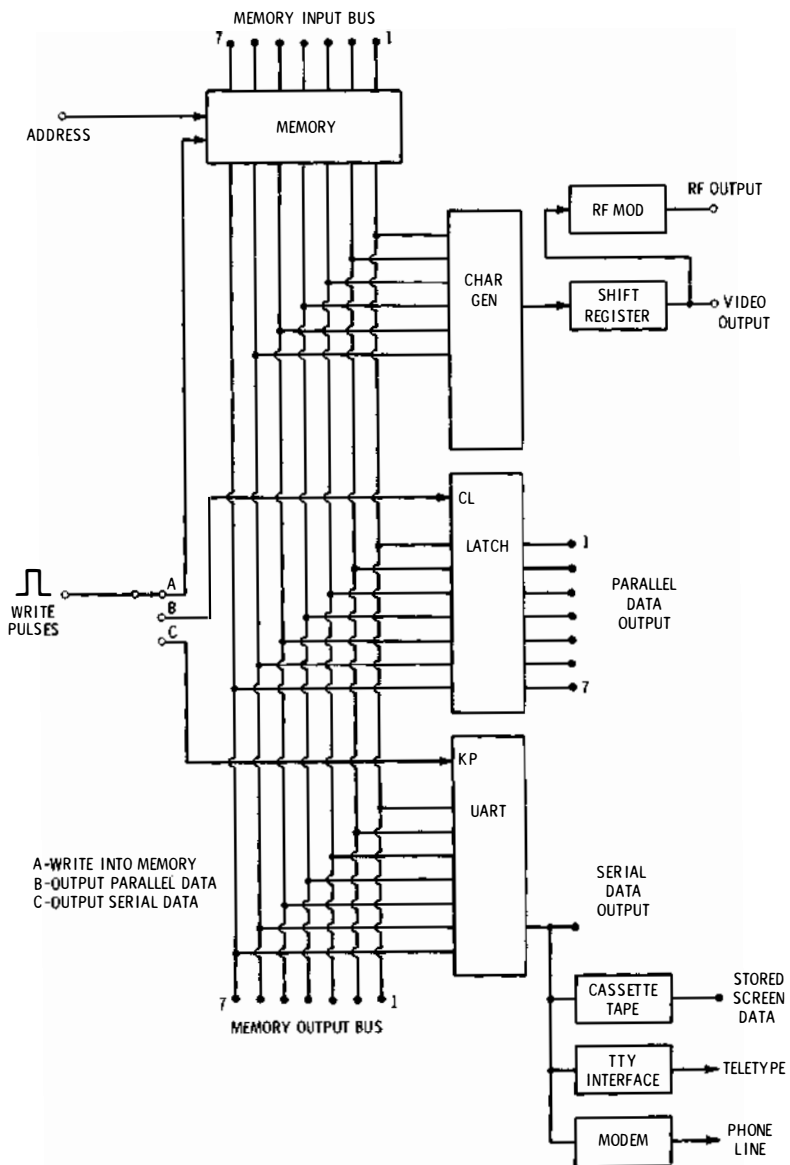 MEMORY INPUT BUS
7
1
MEMORY
ADDRESS
RF MOD
RF OUTPUT
CHAR
GEN
SHIFT
REGISTER
VIDEO
OUTPUT
CL
LATCH
1
PARALLEL
DATA
OUTPUT
7
WRITE
PULSES
A
B
C
KP
UART
A-WRITE INTO MEMORY
B-OUTPUT PARALLEL DATA
C-OUTPUT SERIAL DATA
SERIAL
DATA
OUTPUT
7
1
MEMORY OUTPUT BUS
CASSETTE
TAPE
STORED
SCREEN
DATA
TTY
INTERFACE
TELETYPE
MODEM
PHONE
LINE